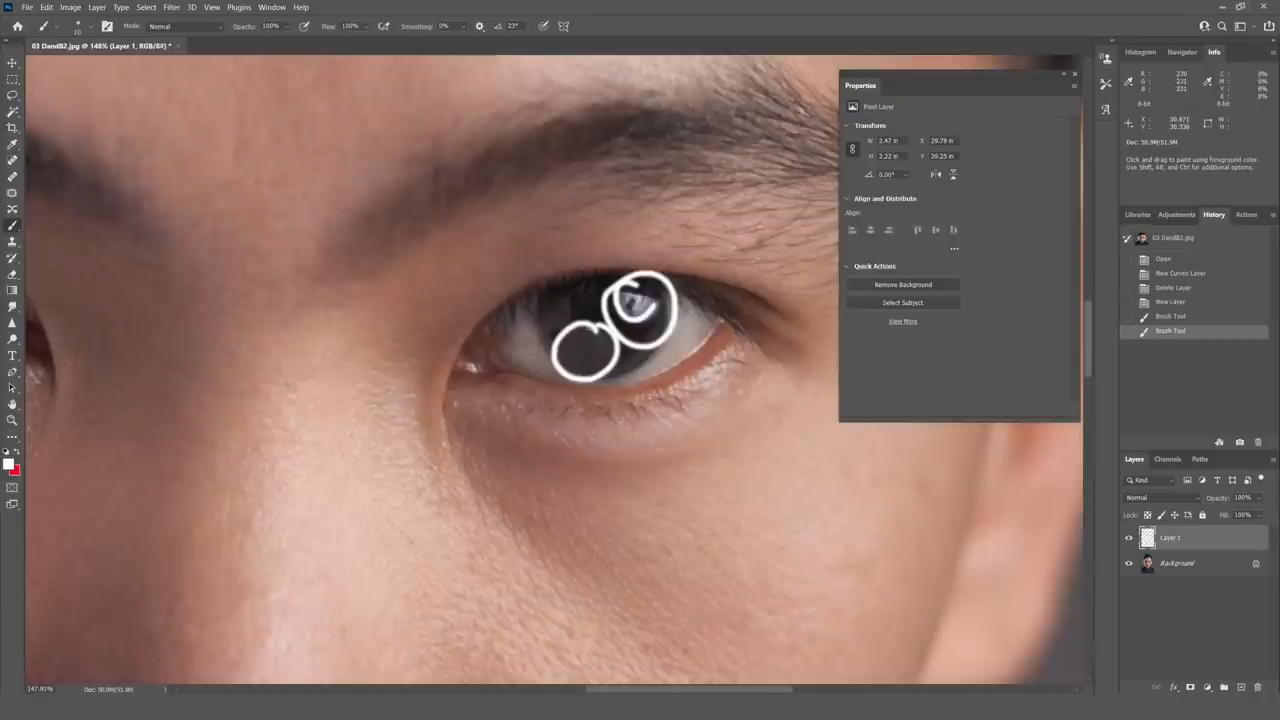 File Edit Image Layer Type Select Filter 3D View Plugins Window Help
10 Mode: Normal Opacity: 100% Flow: 100% Smoothing: 0% 23°
03 DandB2.jpg @ 148% (Layer 1, RGB/8#) *
Histogram Navigator Info
R : 230 C : 0%
G : 231 M : 6%
B : 231 Y : 6%
K : 0%
8-bit 8-bit
X : 30.671 W :
Y : 30.336 H :
Doc: 50.9M/51.9M
Click and drag to paint using foreground color.
Use Shift, Alt, and Ctrl for additional options.
Properties
Pixel Layer
Transform
W 2.47 in X 29.78 in
H 2.22 in Y 29.25 in
0.00°
Align and Distribute
Align:
Quick Actions
Remove Background
Select Subject
View More
Libraries Adjustments History Actions
03 DandB2.jpg
Open
New Curves Layer
Delete Layer
New Layer
Brush Tool
Brush Tool
Layers Channels Paths
Kind
Normal Opacity: 100%
Lock: Fill: 100%
Layer 1
Background
147.91% Doc: 50.9M/51.9M